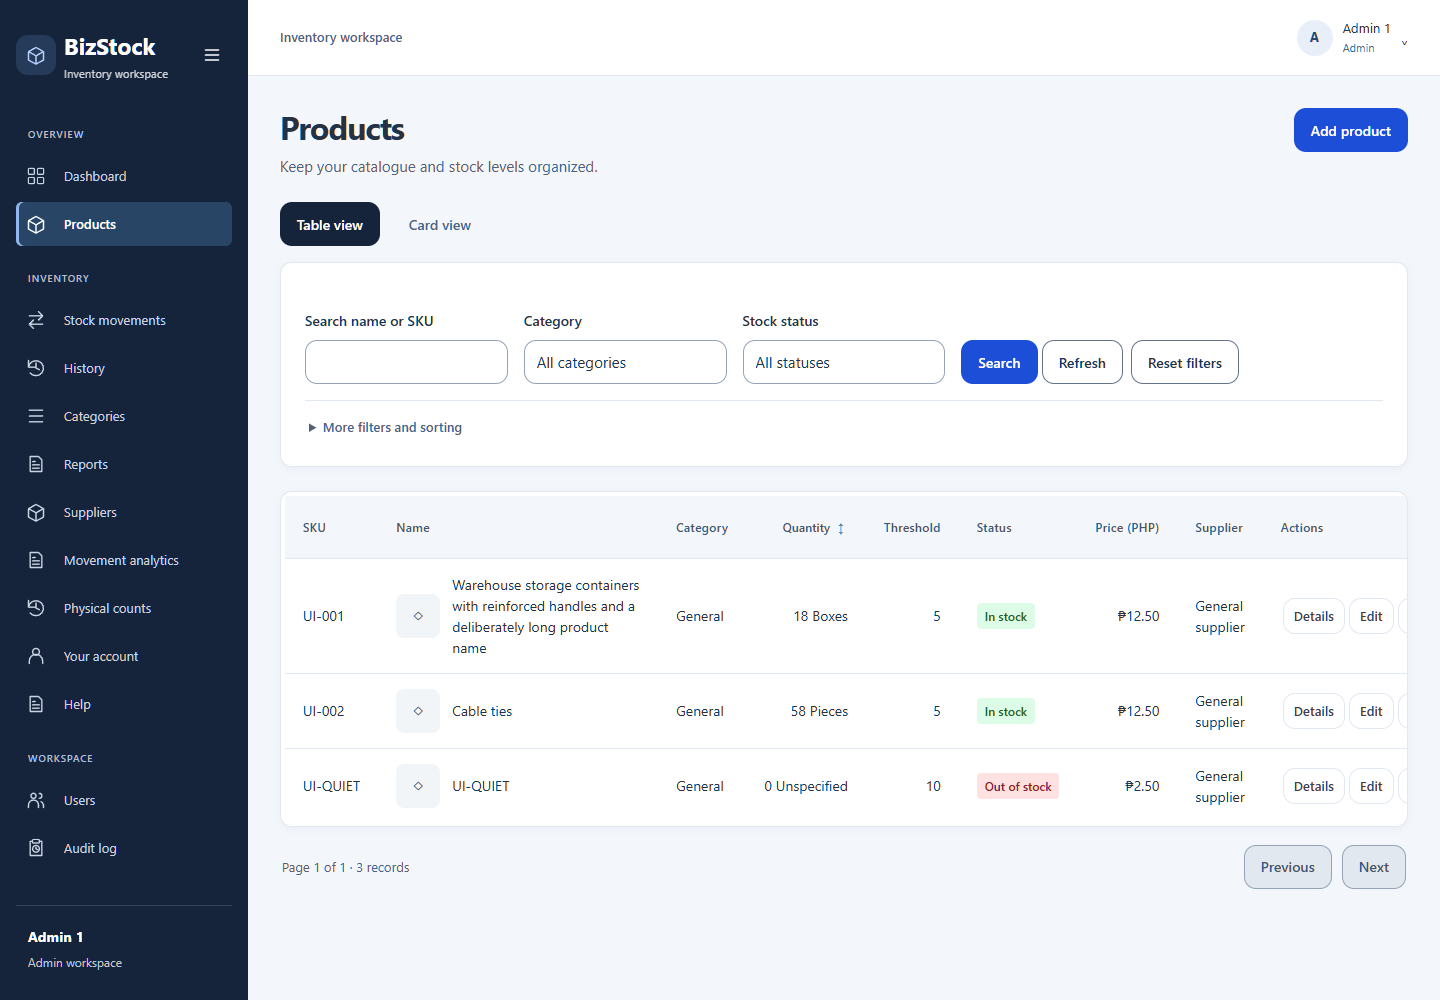 BizStock
Inventory workspace
OVERVIEW
Dashboard
Products
INVENTORY
Stock movements
History
Categories
Reports
Suppliers
Movement analytics
Physical counts
Your account
Help
WORKSPACE
Users
Audit log
Admin 1
Admin workspace
Inventory workspace
A
Admin 1
Admin
Products
Add product
Keep your catalogue and stock levels organized.
Table view Card view
Search name or SKU Category Stock status
All categories All statuses Search Refresh Reset filters
More filters and sorting
SKU Name Category Quantity ↕ Threshold Status Price (PHP) Supplier Actions
UI-001
Warehouse storage containers
with reinforced handles and a
deliberately long product
name
General 18 Boxes 5 In stock ₱12.50
General
supplier
Details Edit
UI-002 Cable ties General 58 Pieces 5 In stock ₱12.50
General
supplier
Details Edit
UI-QUIET UI-QUIET General 0 Unspecified 10 Out of stock ₱2.50
General
supplier
Details Edit
Page 1 of 1 · 3 records
Previous Next